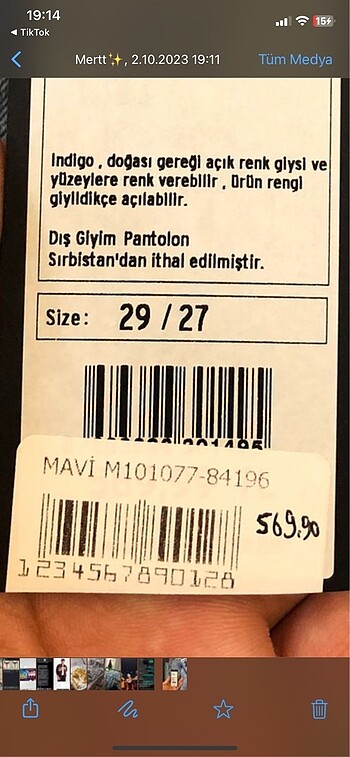 19:14
15
◀ TikTok
Mertt✨, 2.10.2023 19:11
Tüm Medya
İndigo , doğası gereği açık renk giysi ve
yüzeylere renk verebilir , ürün rengi
giyildikçe açılabilir.
Dış Giyim Pantolon
Sırbistan'dan ithal edilmiştir.
Size: 29 / 27
MAVİ M101077-84196
569.90
1234567890128